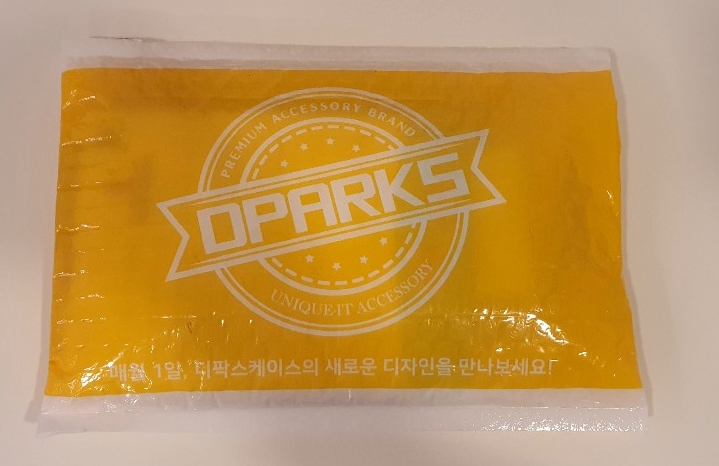 PREMIUM ACCESSORY BRAND
DPARKS
UNIQUE·IT ACCESSORY
매월 1일, 디팍스케이스의 새로운 디자인을 만나보세요!